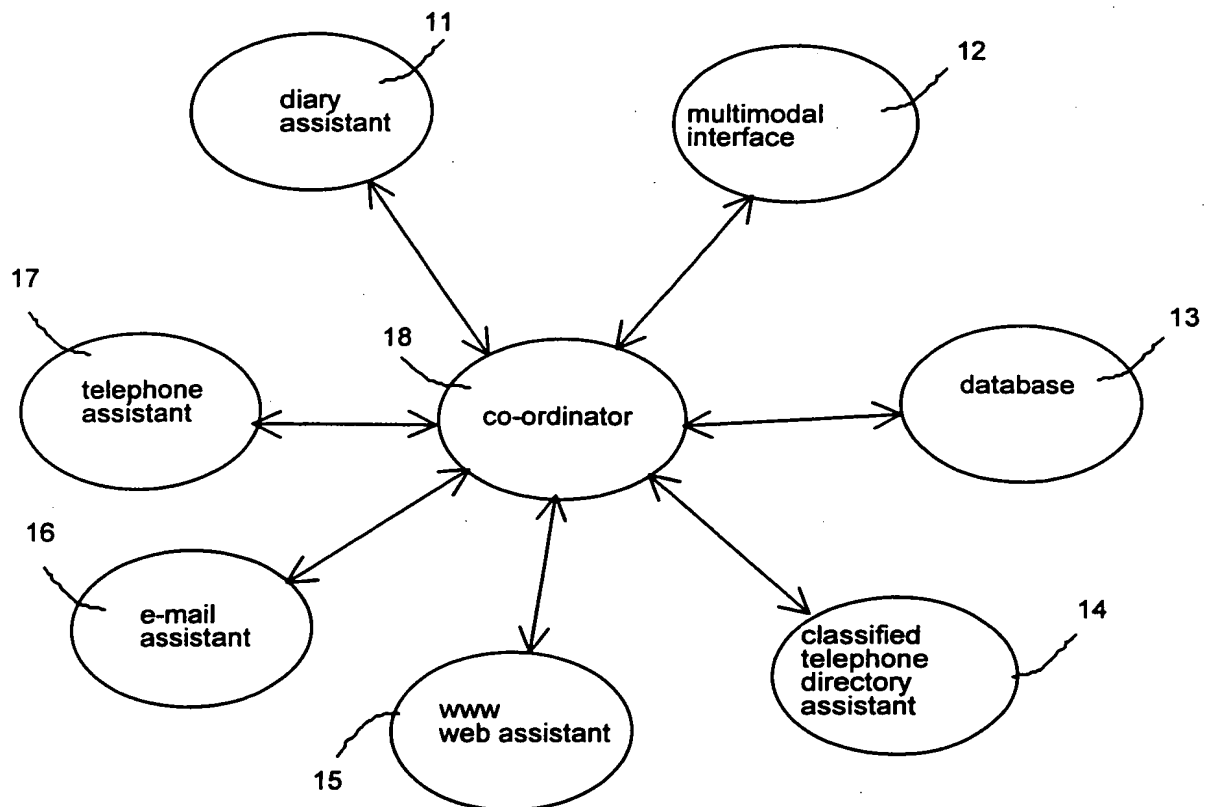 11
diary
assistant
12
multimodal
interface
17
telephone
assistant
18
co-ordinator
13
database
16
e-mail
assistant
15
www
web assistant
14
classified
telephone
directory
assistant